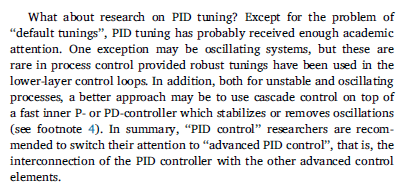 What about research on PID tuning? Except for the problem of
“default tunings”, PID tuning has probably received enough academic
attention. One exception may be oscillating systems, but these are
rare in process control provided robust tunings have been used in the
lower-layer control loops. In addition, both for unstable and oscillating
processes, a better approach may be to use cascade control on top of
a fast inner P- or PD-controller which stabilizes or removes oscillations
(see footnote 4). In summary, “PID control” researchers are recom-
mended to switch their attention to “advanced PID control”, that is, the
interconnection of the PID controller with the other advanced control
elements.